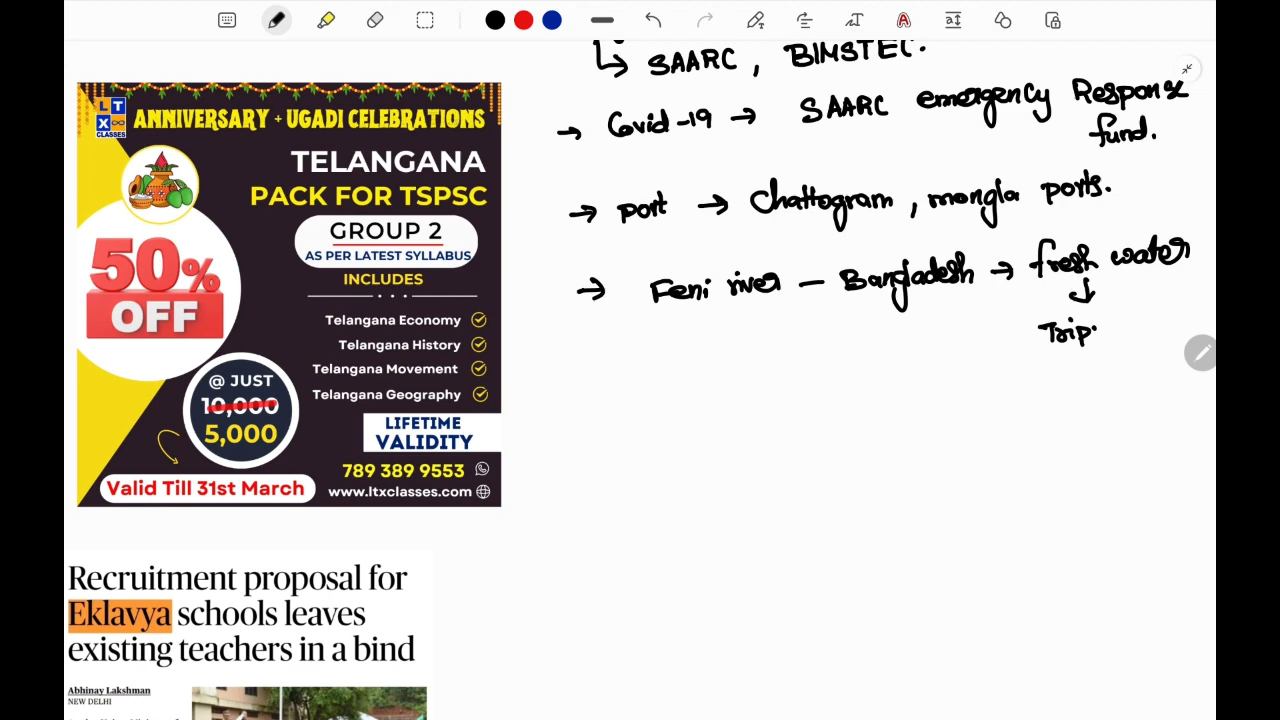 ↳ SAARC, BIMSTEC.
→ Covid-19 → SAARC emergency Response
fund.
→ port → Chattogram, mongla ports.
→ Feni river – Bangladesh → fresh water
↓
Trip
LTX
CLASSES
ANNIVERSARY + UGADI CELEBRATIONS
TELANGANA
PACK FOR TSPSC
GROUP 2
AS PER LATEST SYLLABUS
INCLUDES
50%
OFF
Telangana Economy
Telangana History
Telangana Movement
Telangana Geography
@ JUST
10,000
5,000
LIFETIME
VALIDITY
Valid Till 31st March
789 389 9553
www.ltxclasses.com
Recruitment proposal for
Eklavya schools leaves
existing teachers in a bind
Abhinay Lakshman
NEW DELHI